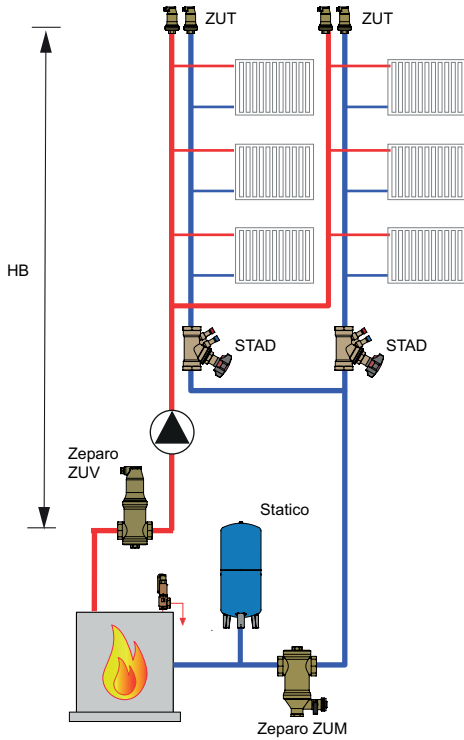 ZUT
ZUT
HB
STAD
STAD
Zeparo
ZUV
Statico
Zeparo ZUM